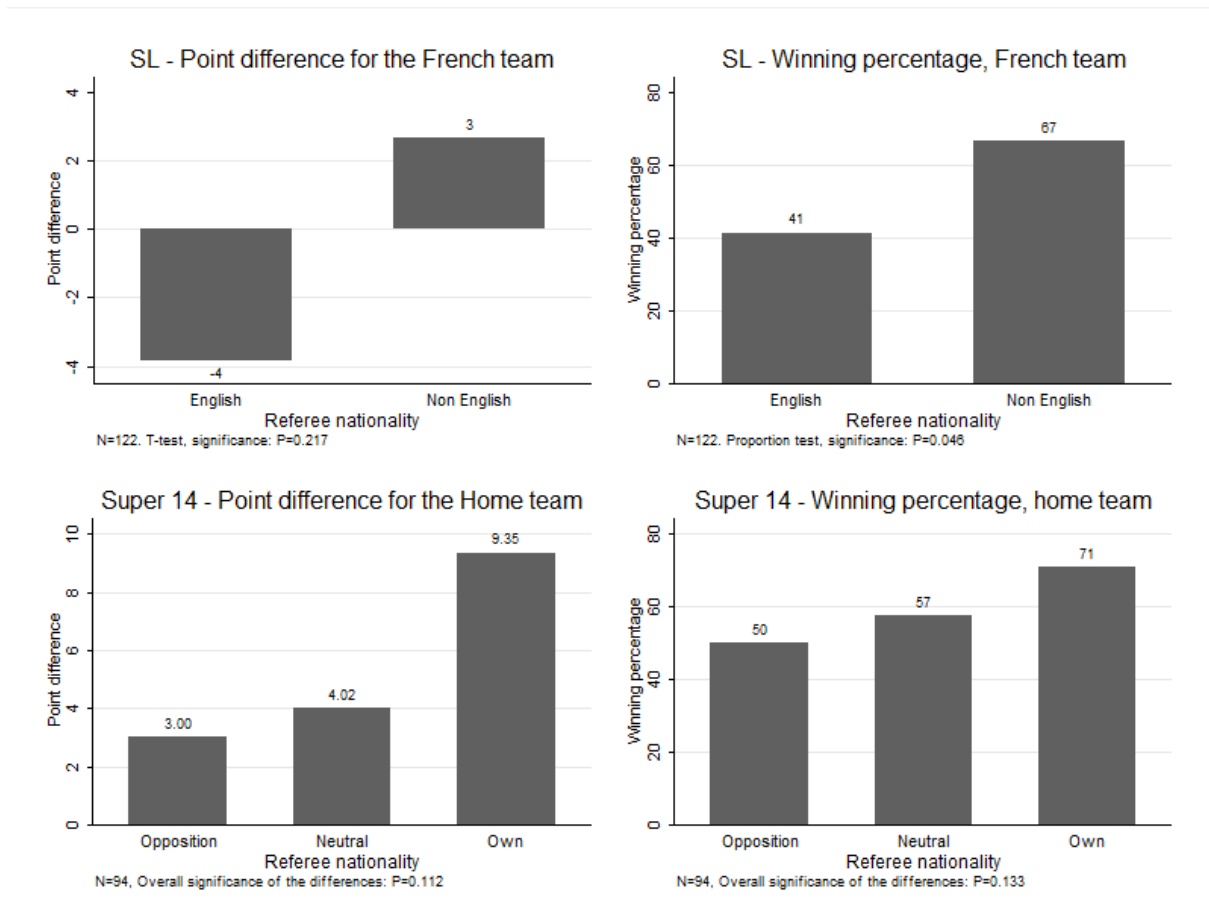 SL - Point difference for the French team
Point difference
4
2
0
-2
-4
3
-4
English
Non English
Referee nationality
N=122. T-test, significance: P=0.217
SL - Winning percentage, French team
Winning percentage
80
60
40
20
0
41
67
English
Non English
Referee nationality
N=122. Proportion test, significance: P=0.046
Super 14 - Point difference for the Home team
Point difference
10
8
6
4
2
0
3.00
4.02
9.35
Opposition
Neutral
Own
Referee nationality
N=94, Overall significance of the differences: P=0.112
Super 14 - Winning percentage, home team
Winning percentage
80
60
40
20
0
50
57
71
Opposition
Neutral
Own
Referee nationality
N=94, Overall significance of the differences: P=0.133